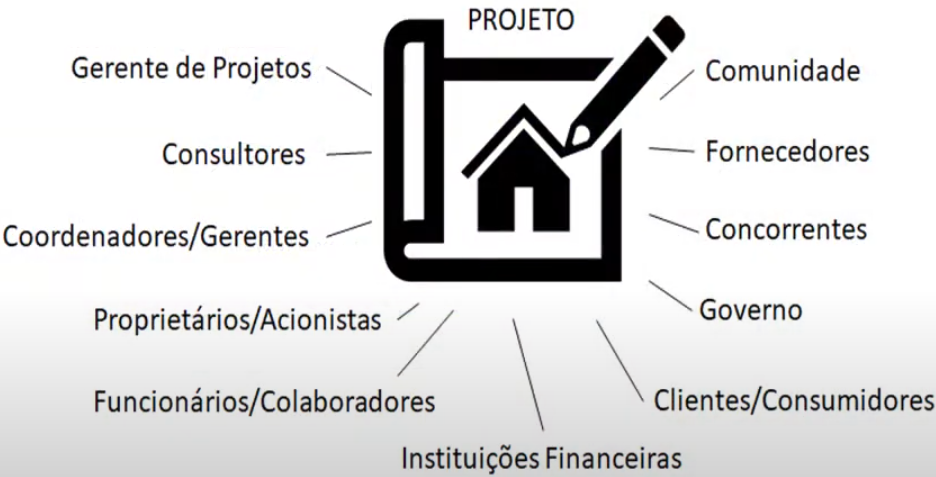 PROJETO
Gerente de Projetos
Comunidade
Consultores
Fornecedores
Coordenadores/Gerentes
Concorrentes
Proprietários/Acionistas
Governo
Funcionários/Colaboradores
Clientes/Consumidores
Instituições Financeiras